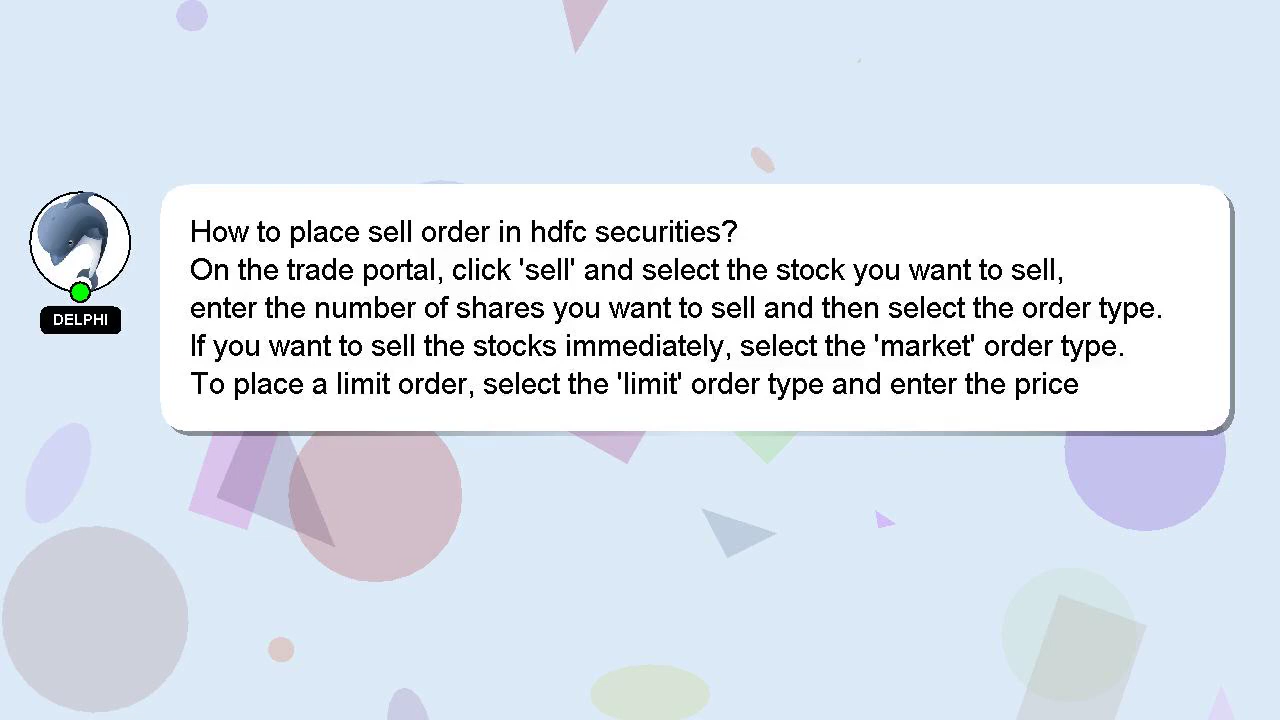 How to place sell order in hdfc securities?
On the trade portal, click 'sell' and select the stock you want to sell,
enter the number of shares you want to sell and then select the order type.
If you want to sell the stocks immediately, select the 'market' order type.
To place a limit order, select the 'limit' order type and enter the price
DELPHI